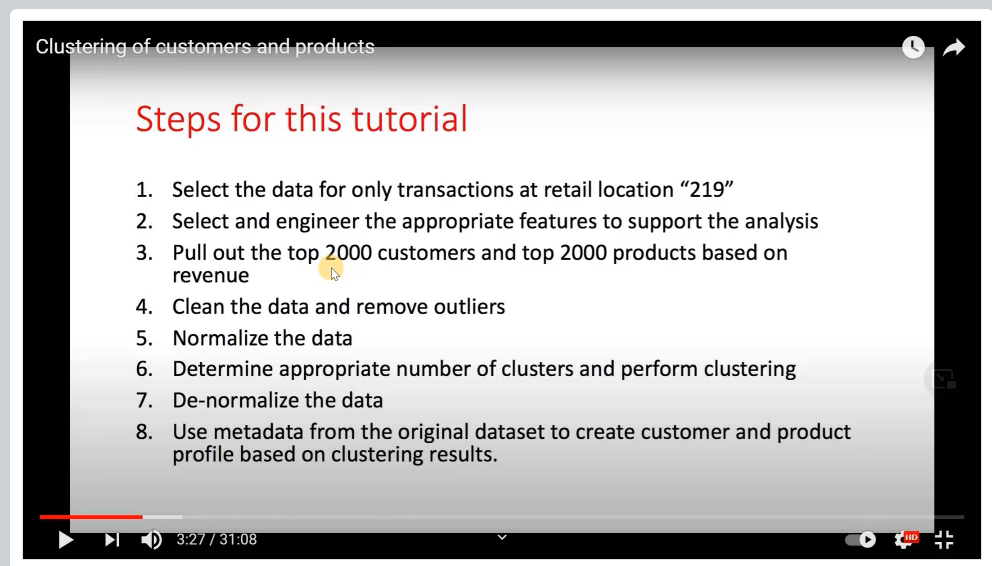 Clustering of customers and products
Steps for this tutorial
1. Select the data for only transactions at retail location “219”
2. Select and engineer the appropriate features to support the analysis
3. Pull out the top 2000 customers and top 2000 products based on
revenue
4. Clean the data and remove outliers
5. Normalize the data
6. Determine appropriate number of clusters and perform clustering
7. De-normalize the data
8. Use metadata from the original dataset to create customer and product
profile based on clustering results.
3:27 / 31:08
HD